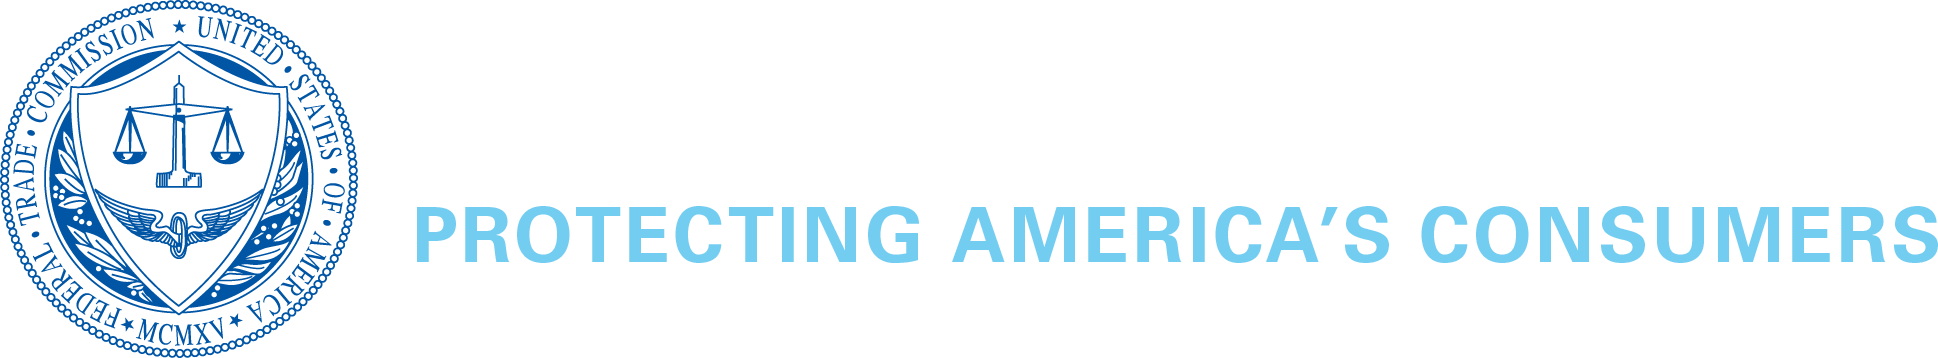 FEDERAL • TRADE • COMMISSION ★ UNITED • STATES • OF • AMERICA
★ MCMXV ★
PROTECTING AMERICA’S CONSUMERS